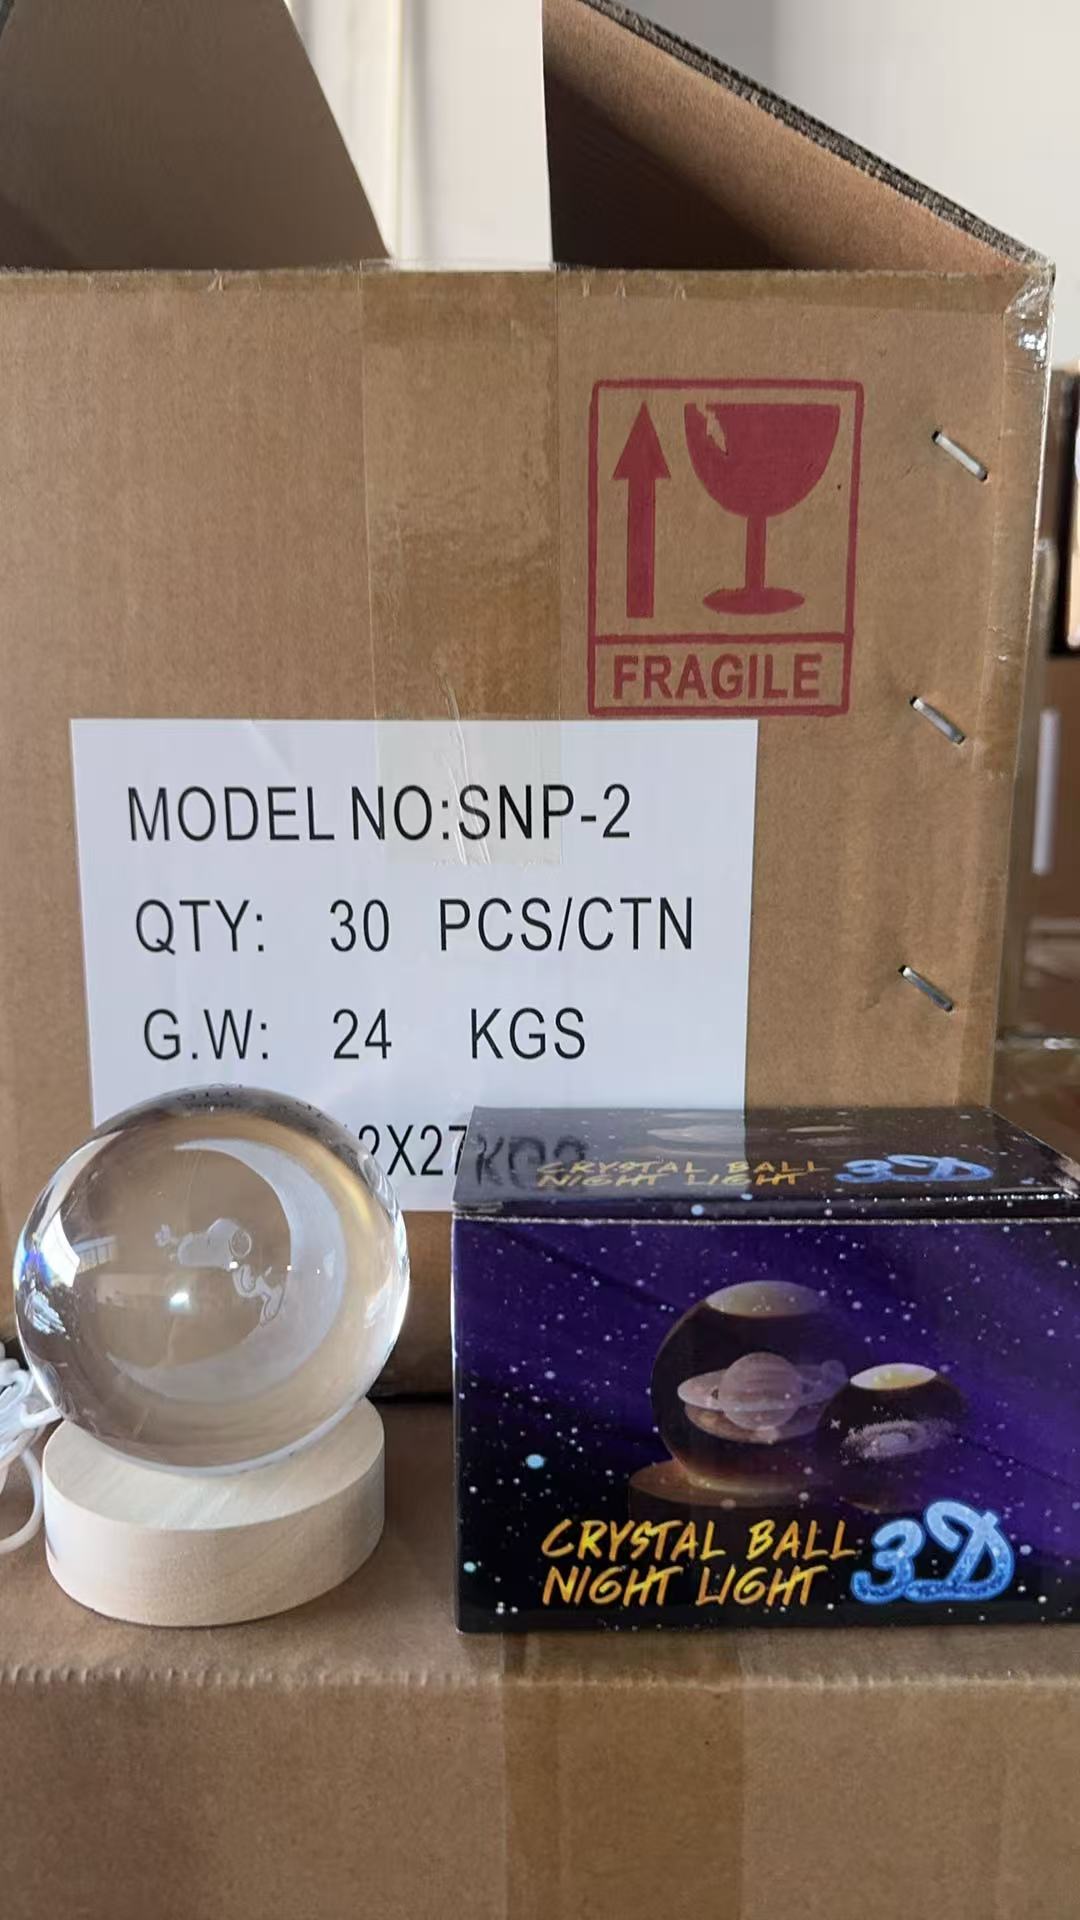 FRAGILE
MODEL NO:SNP-2
QTY: 30 PCS/CTN
G.W: 24 KGS
2X27
CRYSTAL BALL 3D
NIGHT LIGHT
CRYSTAL BALL 3D
NIGHT LIGHT